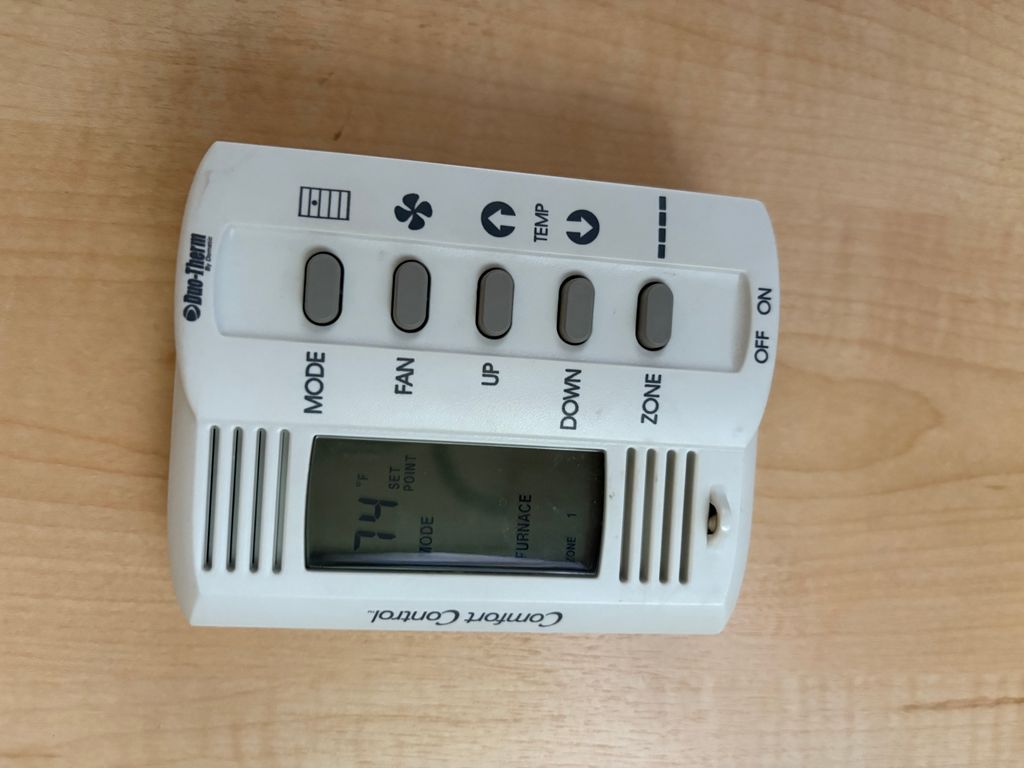 Duo-Therm
By Dometic
MODE
FAN
UP
TEMP
DOWN
ZONE
OFF ON
74 °F
SET
POINT
MODE
FURNACE
ZONE 1
Comfort Control™